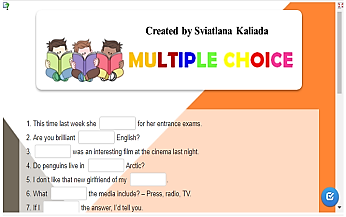 Created by Sviatlana Kaliada
MULTIPLE CHOICE
1. This time last week she for her entrance exams.
2. Are you brilliant English?
3. was an interesting film at the cinema last night.
4. Do penguins live in Arctic?
5. I don't like that new girlfriend of my .
6. What the media include? – Press, radio, TV.
7. If I the answer, I'd tell you.